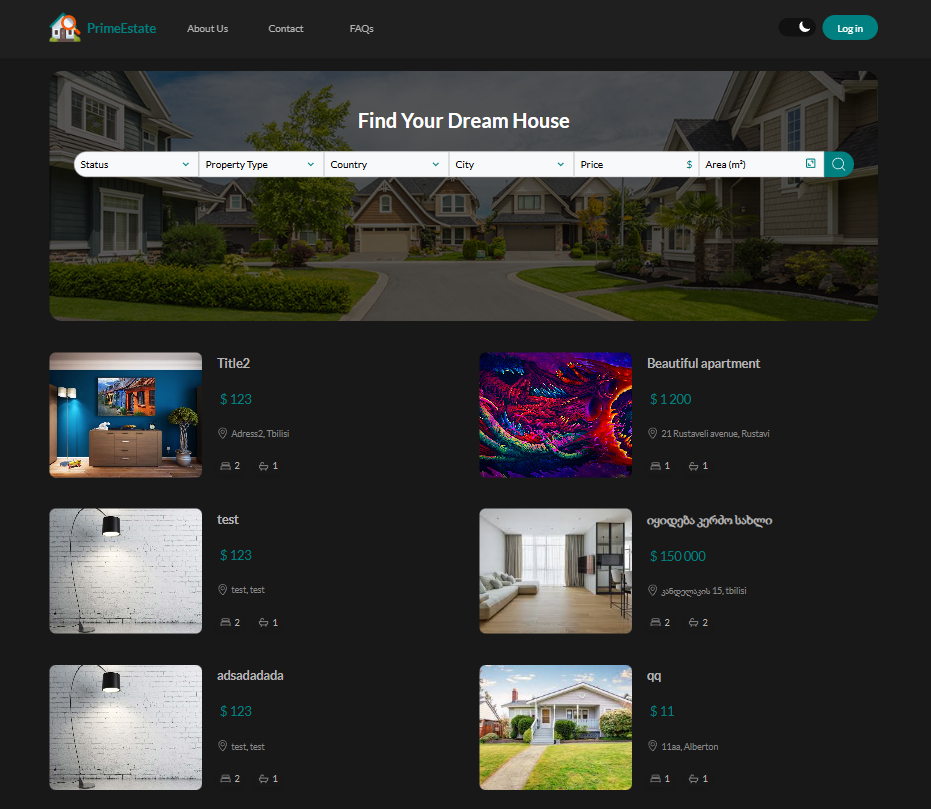 PrimeEstate
About Us
Contact
FAQs
Log in
Find Your Dream House
Status
Property Type
Country
City
Price
$
Area (m²)
Title2
$ 123
Adress2, Tbilisi
2
1
Beautiful apartment
$ 1 200
21 Rustaveli avenue, Rustavi
1
1
test
$ 123
test, test
2
1
იყიდება კერძო სახლი
$ 150 000
კანდელაკის 15, tbilisi
2
2
adsadadada
$ 123
test, test
2
1
qq
$ 11
11aa, Alberton
1
1